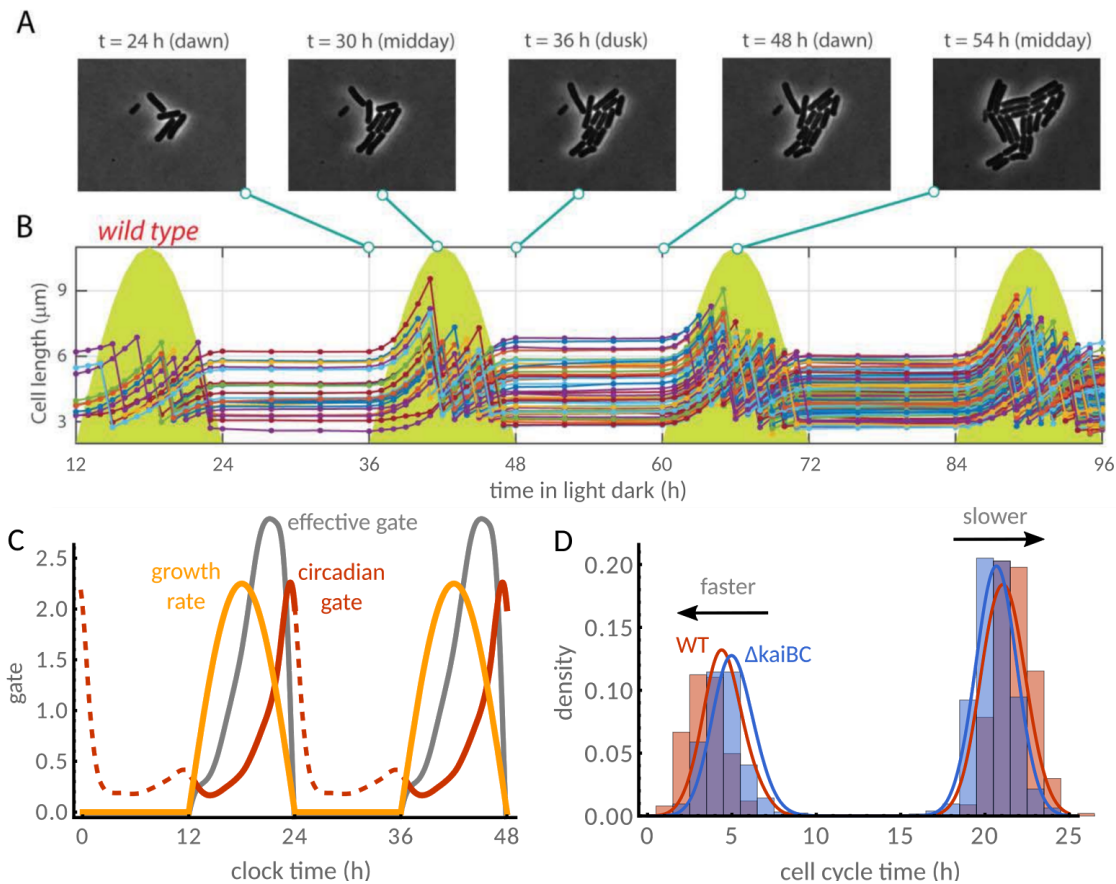 A
t = 24 h (dawn)
t = 30 h (midday)
t = 36 h (dusk)
t = 48 h (dawn)
t = 54 h (midday)
B
wild type
Cell length (μm)
9
6
3
12
24
36
48
60
72
84
96
time in light dark (h)
C
effective gate
growth
rate
circadian
gate
gate
2.5
2.0
1.5
1.0
0.5
0.0
0
12
24
36
48
clock time (h)
D
slower
faster
WT
ΔkaiBC
density
0.20
0.15
0.10
0.05
0.00
0
5
10
15
20
25
cell cycle time (h)